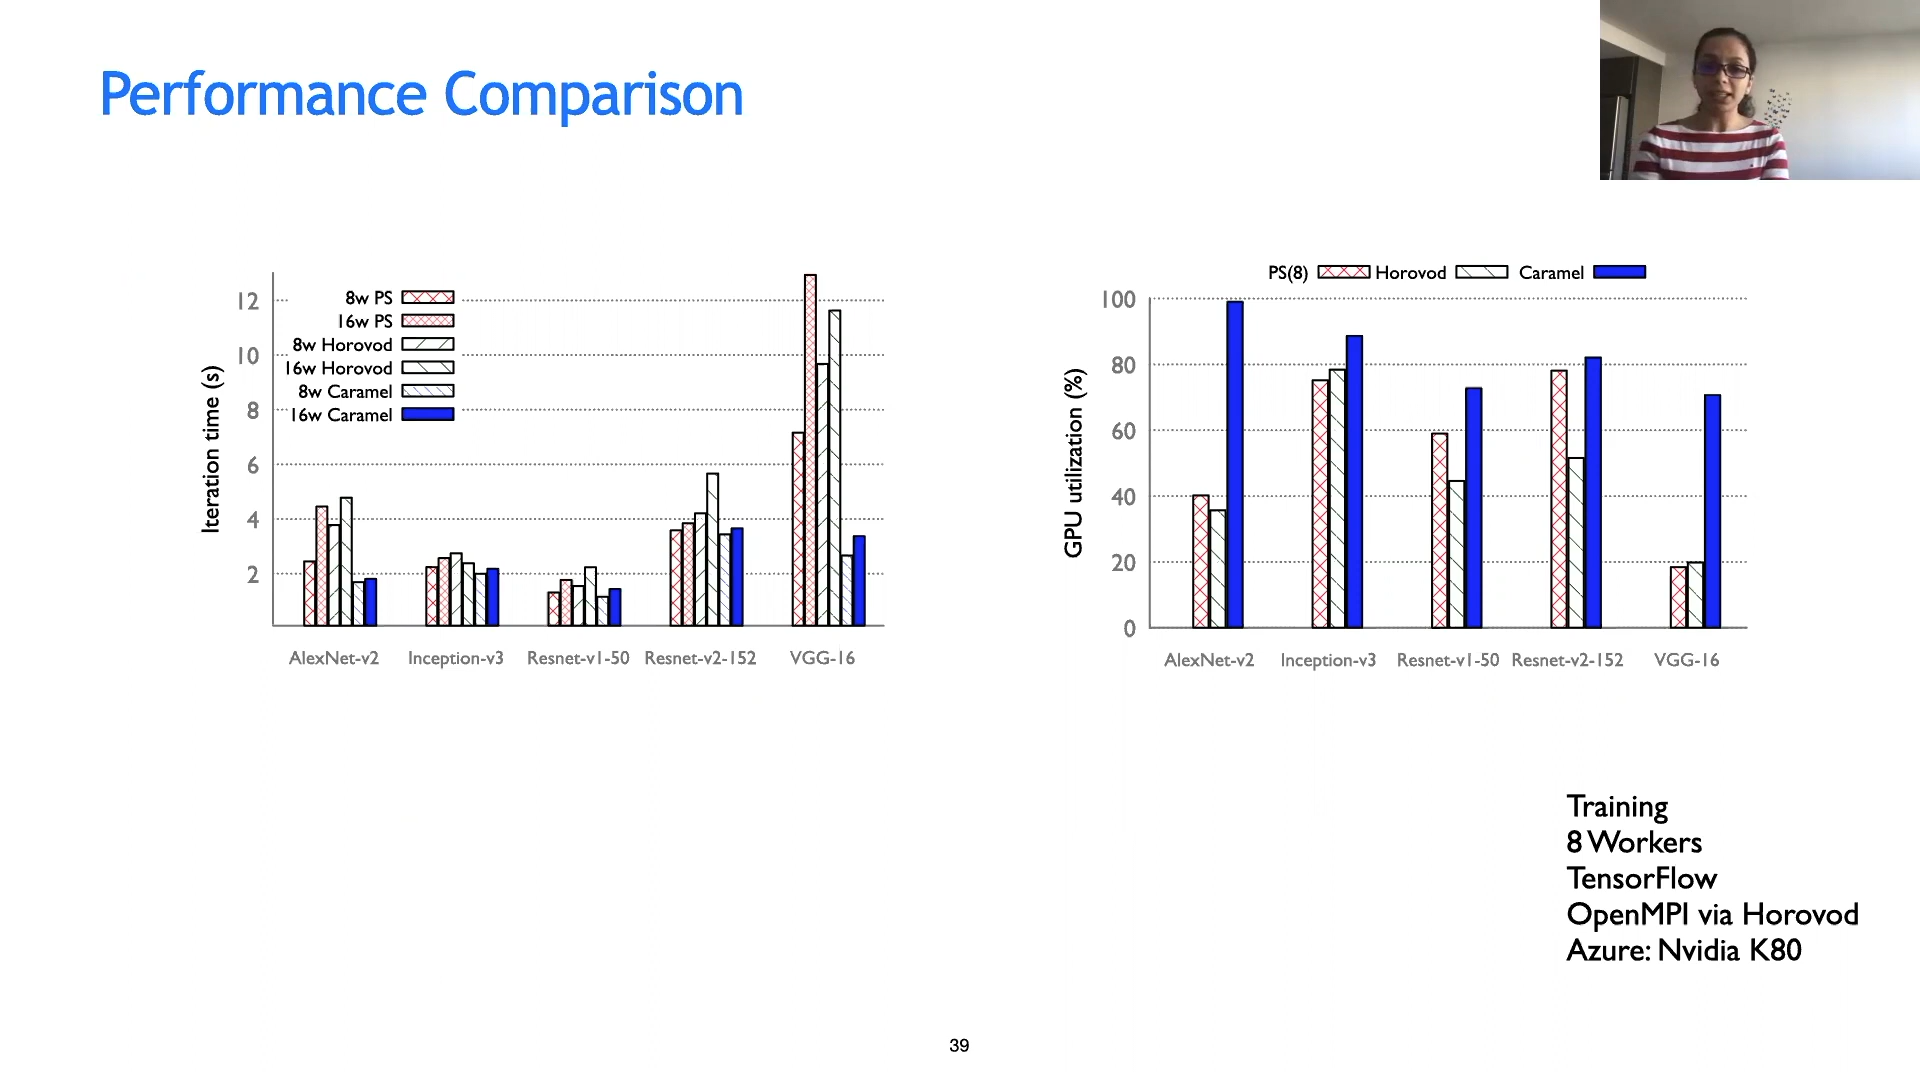 Performance Comparison
Iteration time (s)
12
10
8
6
4
2
8w PS
16w PS
8w Horovod
16w Horovod
8w Caramel
16w Caramel
AlexNet-v2 Inception-v3 Resnet-v1-50 Resnet-v2-152 VGG-16
PS(8) Horovod Caramel
GPU utilization (%)
100
80
60
40
20
0
AlexNet-v2 Inception-v3 Resnet-v1-50 Resnet-v2-152 VGG-16
Training
8 Workers
TensorFlow
OpenMPI via Horovod
Azure: Nvidia K80
39